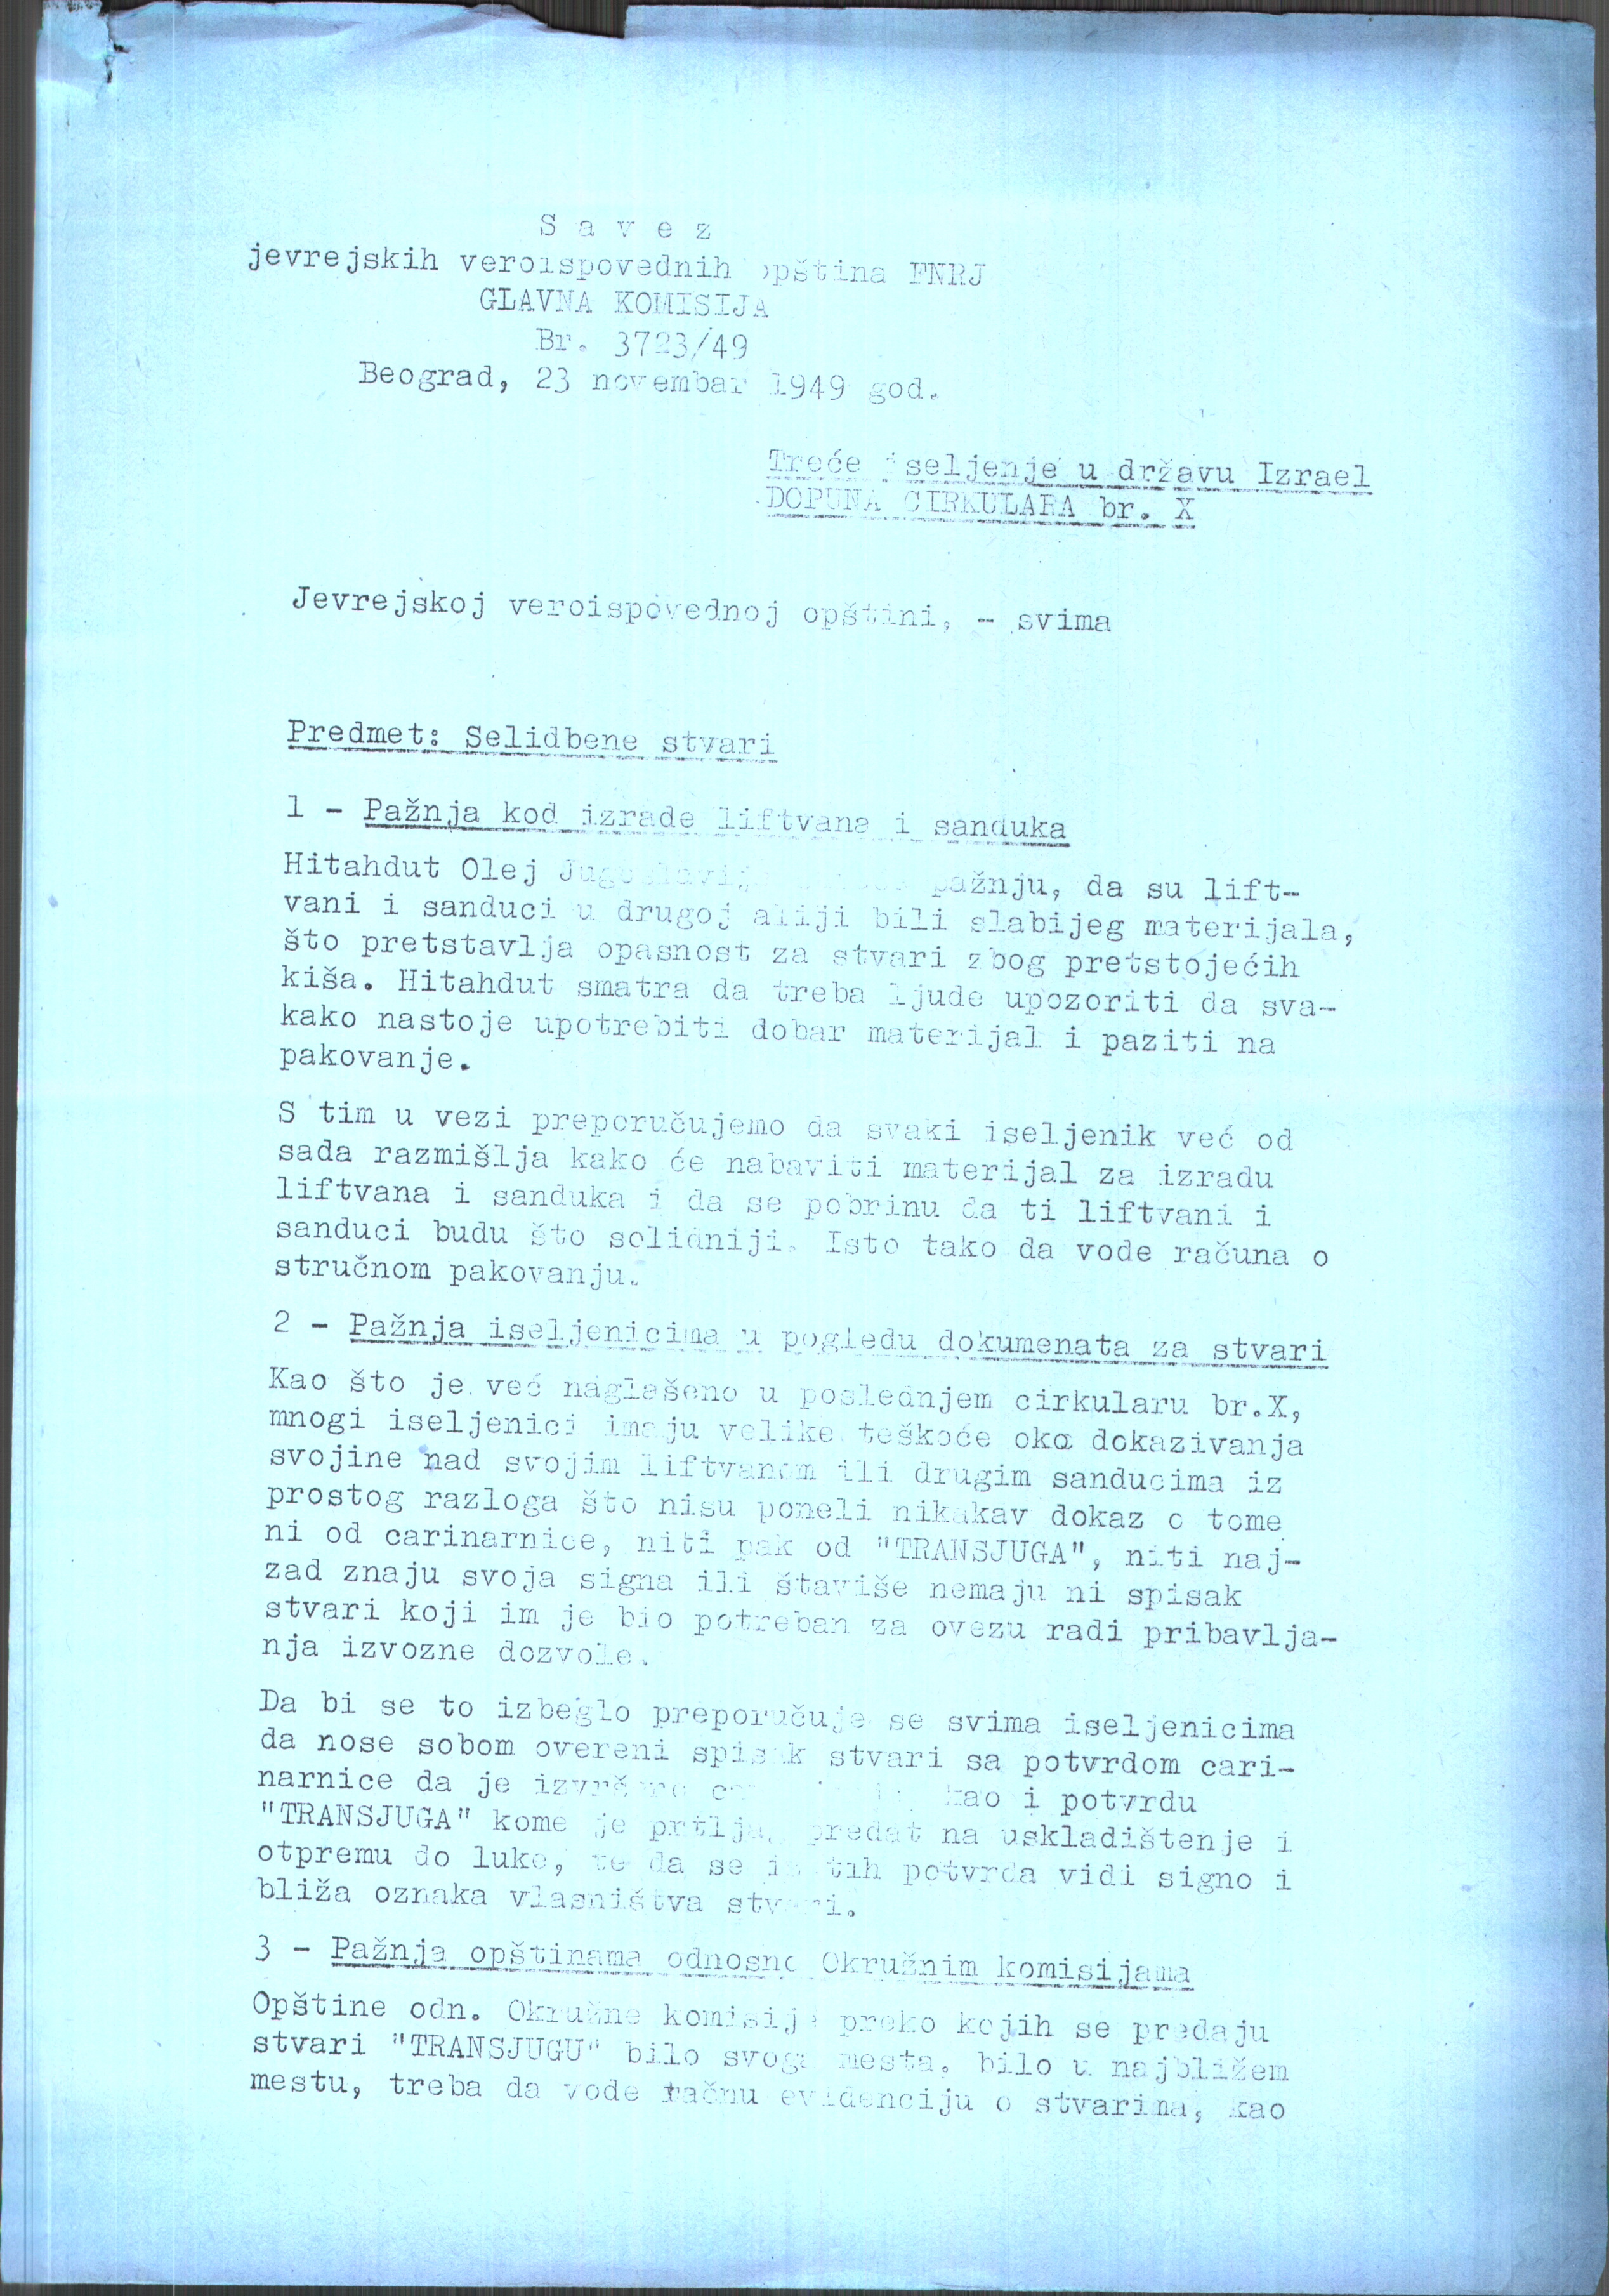 S a v e z
jevrejskih veroispovednih opština FNRJ
GLAVNA KOMISIJA
Br. 3723/49
Beograd, 23 novembar 1949 god.
Treće iseljenje u državu Izrael
DOPUNA CIRKULARA br. X
Jevrejskoj veroispovednoj opštini, - svima
Predmet: Selidbene stvari
1 - Pažnja kod izrade liftvana i sanduka
Hitahdut Olej Jugoslavije pažnju, da su lift-
vani i sanduci u drugoj aliji bili slabijeg materijala,
što pretstavlja opasnost za stvari zbog pretstojećih
kiša. Hitahdut smatra da treba ljude upozoriti da sva-
kako nastoje upotrebiti dobar materijal i paziti na
pakovanje.
S tim u vezi preporučujemo da svaki iseljenik već od
sada razmišlja kako će nabaviti materijal za izradu
liftvana i sanduka i da se pobrinu da ti liftvani i
sanduci budu što solidniji. Isto tako da vode računa o
stručnom pakovanju.
2 - Pažnja iseljenicima u pogledu dokumenata za stvari
Kao što je već naglašeno u poslednjem cirkularu br.X,
mnogi iseljenici imaju velike teškoće oko dokazivanja
svojine nad svojim liftvanom ili drugim sanducima iz
prostog razloga što nisu poneli nikakav dokaz o tome
ni od carinarnice, niti pak od "TRANSJUGA", niti naj-
zad znaju svoja signa ili štaviše nemaju ni spisak
stvari koji im je bio potreban za ovezu radi pribavlja-
nja izvozne dozvole.
Da bi se to izbeglo preporučuje se svima iseljenicima
da nose sobom overeni spisak stvari sa potvrdom cari-
narnice da je izvršeno kao i potvrdu
"TRANSJUGA" kome je prtljag predat na uskladištenje i
otpremu do luke, te da se iz tih potvrda vidi signo i
bliža oznaka vlasništva stvari.
3 - Pažnja opštinama odnosno Okružnim komisijama
Opštine odn. Okružne komisije preko kojih se predaju
stvari "TRANSJUGU" bilo svoga mesta, bilo u najbližem
mestu, treba da vode tačnu evidenciju o stvarima, kao